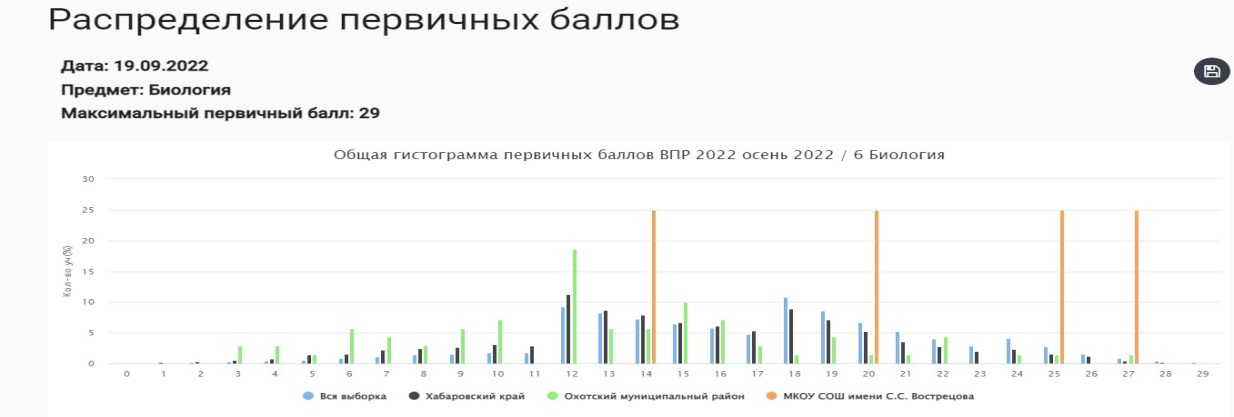 Распределение первичных баллов
Дата: 19.09.2022
Предмет: Биология
Максимальный первичный балл: 29
Общая гистограмма первичных баллов ВПР 2022 осень 2022 / 6 Биология
30
25
20
15
10
5
0
Кол-во уч(%)
0 1 2 3 4 5 6 7 8 9 10 11 12 13 14 15 16 17 18 19 20 21 22 23 24 25 26 27 28 29
Вся выборка Хабаровский край Охотский муниципальный район МКОУ СОШ имени С.С. Вострецова